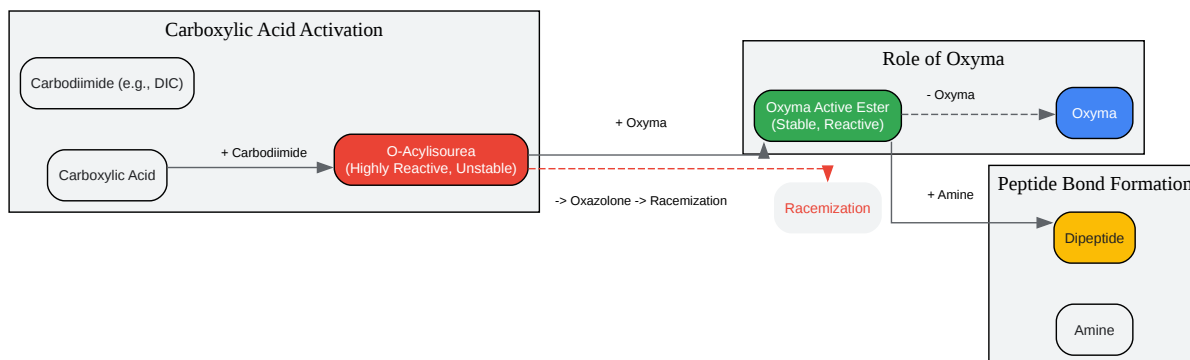 Carboxylic Acid Activation
Carbodiimide (e.g., DIC)
Carboxylic Acid
+ Carbodiimide
O-Acylisourea
(Highly Reactive, Unstable)
+ Oxyma
-> Oxazolone -> Racemization
Racemization
Role of Oxyma
Oxyma Active Ester
(Stable, Reactive)
- Oxyma
Oxyma
+ Amine
Peptide Bond Formation
Dipeptide
Amine